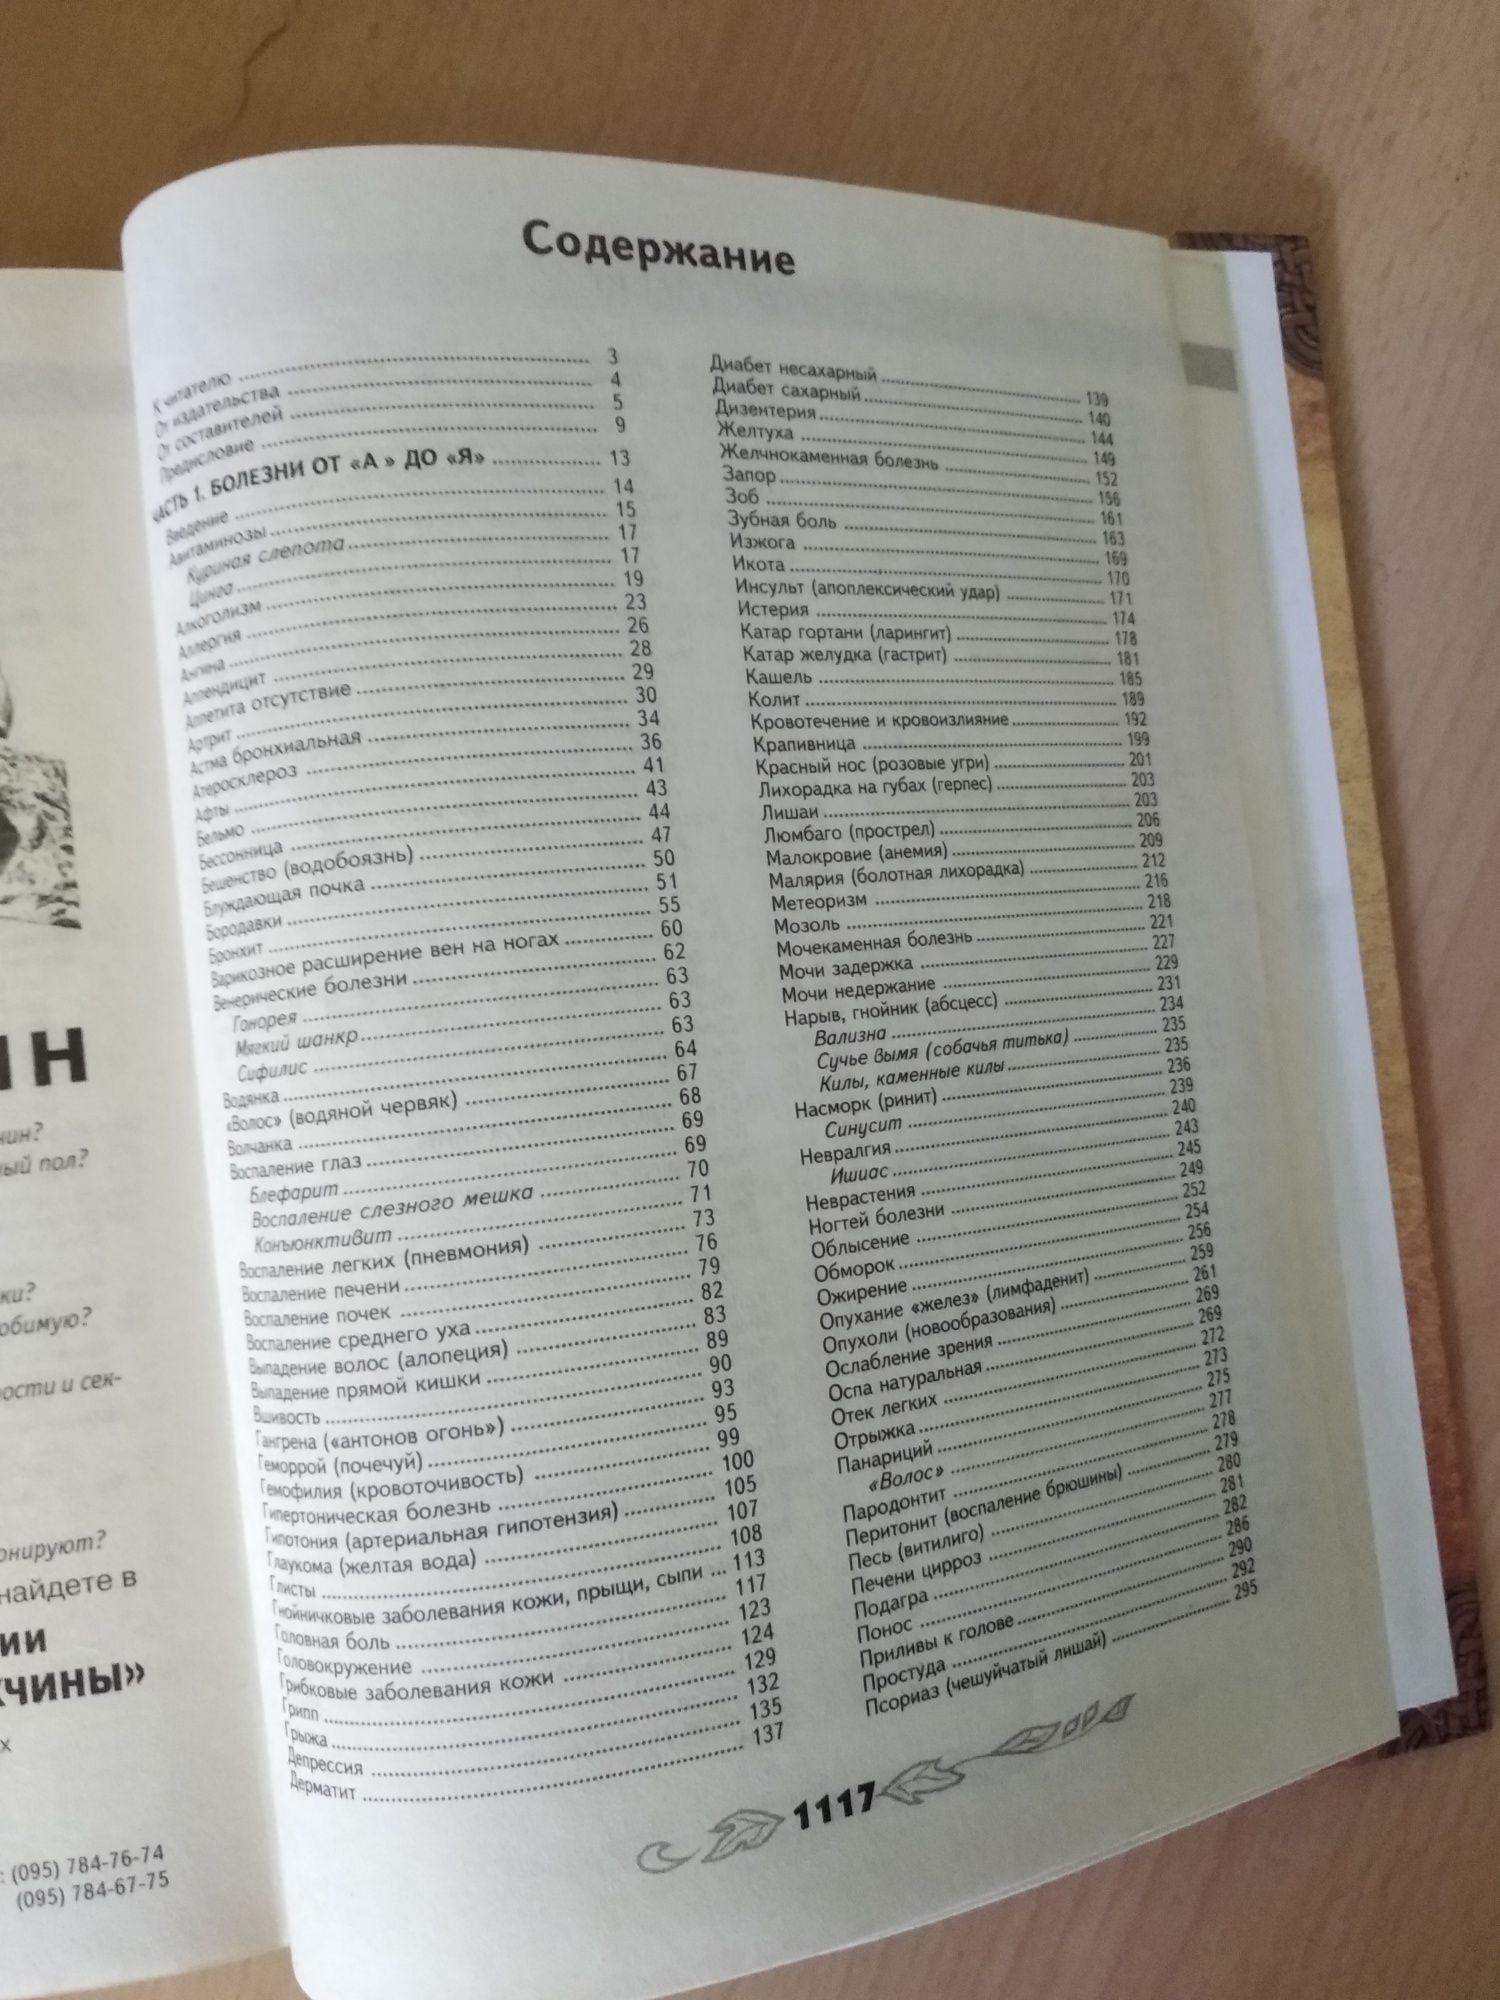 ин
чин?
ный пол?
ки?
юбимую?
ости и сек-
онируют?
найдете в
ии
чины»
х
: (095) 784-76-74
(095) 784-67-75
Содержание
К читателю ... 3
От издательства ... 4
От составителей ... 5
Предисловие ... 9
ЧАСТЬ 1. БОЛЕЗНИ ОТ «А » ДО «Я» ... 13
Введение ... 14
Авитаминозы ... 15
Куриная слепота ... 17
Цинга ... 17
Алкоголизм ... 19
Аллергия ... 23
Ангина ... 26
Аппендицит ... 28
Аппетита отсутствие ... 29
Артрит ... 30
Астма бронхиальная ... 34
Атеросклероз ... 36
Афты ... 41
Бельмо ... 43
Бессонница ... 44
Бешенство (водобоязнь) ... 47
Блуждающая почка ... 50
Бородавки ... 51
Бронхит ... 55
Варикозное расширение вен на ногах ... 60
Венерические болезни ... 62
Гонорея ... 63
Мягкий шанкр ... 63
Сифилис ... 63
Водянка ... 64
«Волос» (водяной червяк) ... 67
Волчанка ... 68
Воспаление глаз ... 69
Блефарит ... 69
Воспаление слезного мешка ... 70
Конъюнктивит ... 71
Воспаление легких (пневмония) ... 73
Воспаление печени ... 76
Воспаление почек ... 79
Воспаление среднего уха ... 82
Выпадение волос (алопеция) ... 83
Выпадение прямой кишки ... 89
Вшивость ... 90
Гангрена («антонов огонь») ... 93
Геморрой (почечуй) ... 95
Гемофилия (кровоточивость) ... 99
Гипертоническая болезнь ... 100
Гипотония (артериальная гипотензия) ... 105
Глаукома (желтая вода) ... 107
Глисты ... 108
Гнойничковые заболевания кожи, прыщи, сыпи ... 113
Головная боль ... 117
Головокружение ... 123
Грибковые заболевания кожи ... 124
Грипп ... 129
Грыжа ... 132
Депрессия ... 135
Дерматит ... 137
Диабет несахарный ... 139
Диабет сахарный ... 140
Дизентерия ... 144
Желтуха ... 149
Желчнокаменная болезнь ... 152
Запор ... 156
Зоб ... 161
Зубная боль ... 163
Изжога ... 169
Икота ... 170
Инсульт (апоплексический удар) ... 171
Истерия ... 174
Катар гортани (ларингит) ... 178
Катар желудка (гастрит) ... 181
Кашель ... 185
Колит ... 189
Кровотечение и кровоизлияние ... 192
Крапивница ... 199
Красный нос (розовые угри) ... 201
Лихорадка на губах (герпес) ... 203
Лишаи ... 203
Люмбаго (прострел) ... 206
Малокровие (анемия) ... 209
Малярия (болотная лихорадка) ... 212
Метеоризм ... 216
Мозоль ... 218
Мочекаменная болезнь ... 221
Мочи задержка ... 227
Мочи недержание ... 229
Нарыв, гнойник (абсцесс) ... 231
Вализна ... 234
Сучье вымя (собачья титька) ... 235
Килы, каменные килы ... 235
Насморк (ринит) ... 236
Синусит ... 239
Невралгия ... 240
Ишиас ... 243
Неврастения ... 245
Ногтей болезни ... 249
Облысение ... 252
Обморок ... 254
Ожирение ... 256
Опухание «желез» (лимфаденит) ... 259
Опухоли (новообразования) ... 261
Ослабление зрения ... 269
Оспа натуральная ... 269
Отек легких ... 272
Отрыжка ... 273
Панариций ... 275
«Волос» ... 277
Пародонтит ... 278
Перитонит (воспаление брюшины) ... 279
Песь (витилиго) ... 280
Печени цирроз ... 281
Подагра ... 282
Понос ... 286
Приливы к голове ... 290
Простуда ... 292
Псориаз (чешуйчатый лишай) ... 295
1117